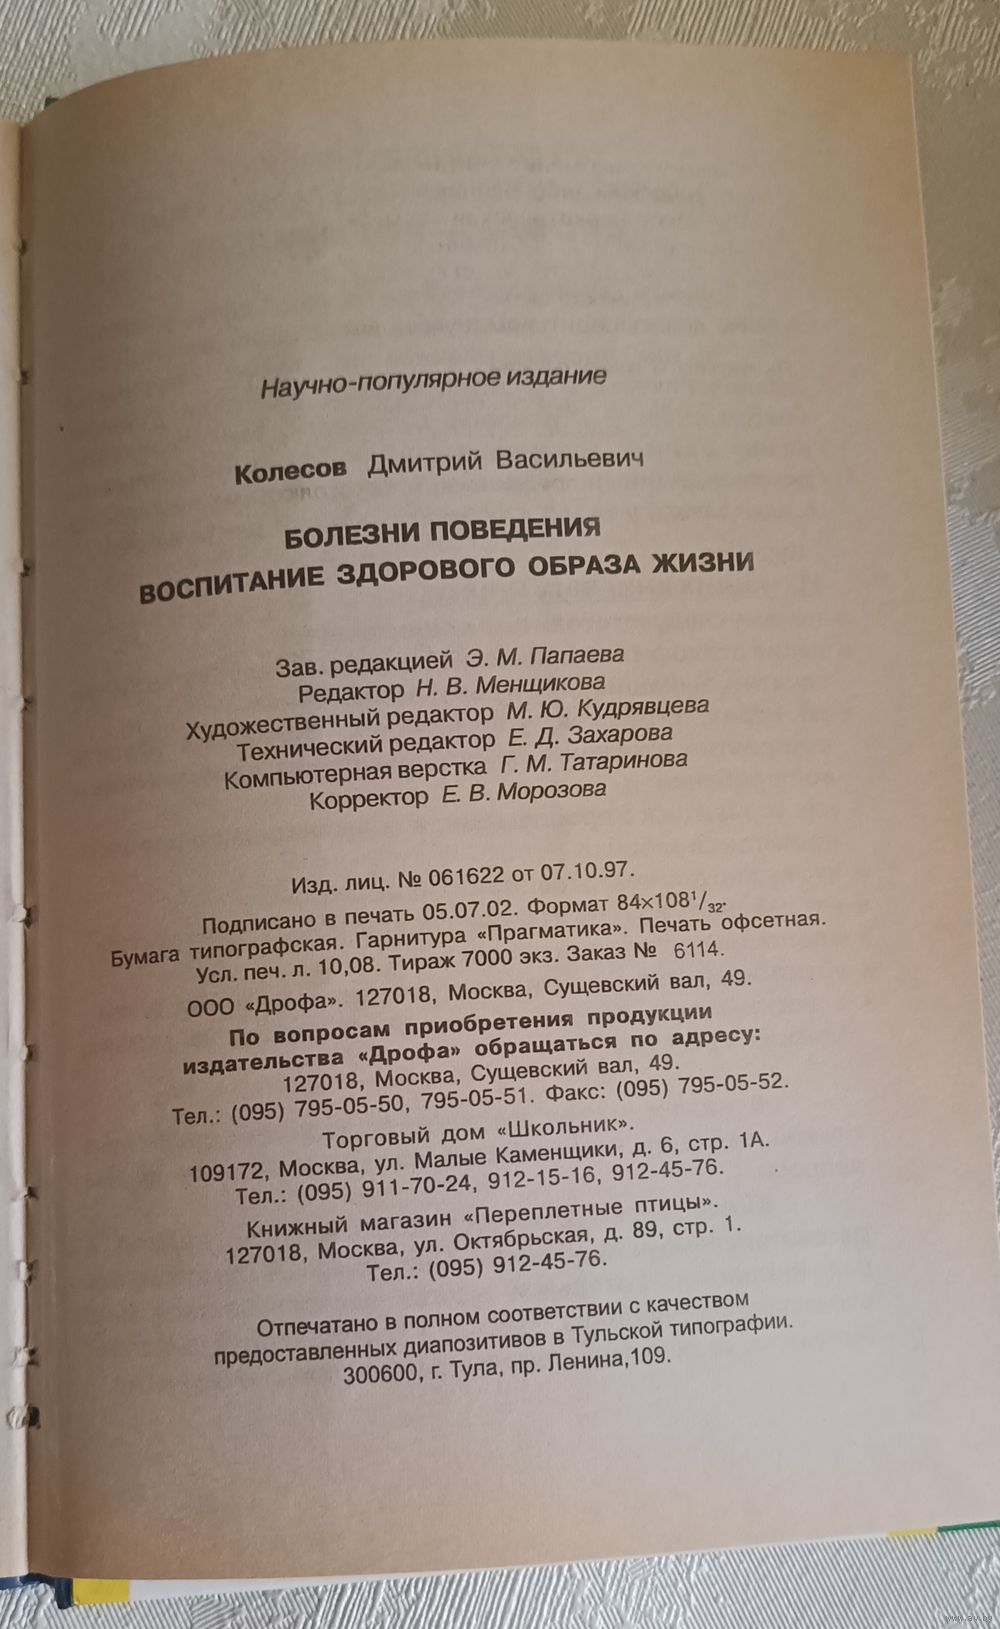 Научно-популярное издание
Колесов Дмитрий Васильевич
БОЛЕЗНИ ПОВЕДЕНИЯ
ВОСПИТАНИЕ ЗДОРОВОГО ОБРАЗА ЖИЗНИ
Зав. редакцией Э. М. Папаева
Редактор Н. В. Менщикова
Художественный редактор М. Ю. Кудрявцева
Технический редактор Е. Д. Захарова
Компьютерная верстка Г. М. Татаринова
Корректор Е. В. Морозова
Изд. лиц. № 061622 от 07.10.97.
Подписано в печать 05.07.02. Формат 84×108¹/₃₂.
Бумага типографская. Гарнитура «Прагматика». Печать офсетная.
Усл. печ. л. 10,08. Тираж 7000 экз. Заказ № 6114.
ООО «Дрофа». 127018, Москва, Сущевский вал, 49.
По вопросам приобретения продукции
издательства «Дрофа» обращаться по адресу:
127018, Москва, Сущевский вал, 49.
Тел.: (095) 795-05-50, 795-05-51. Факс: (095) 795-05-52.
Торговый дом «Школьник».
109172, Москва, ул. Малые Каменщики, д. 6, стр. 1А.
Тел.: (095) 911-70-24, 912-15-16, 912-45-76.
Книжный магазин «Переплетные птицы».
127018, Москва, ул. Октябрьская, д. 89, стр. 1.
Тел.: (095) 912-45-76.
Отпечатано в полном соответствии с качеством
предоставленных диапозитивов в Тульской типографии.
300600, г. Тула, пр. Ленина,109.
www.ay.by